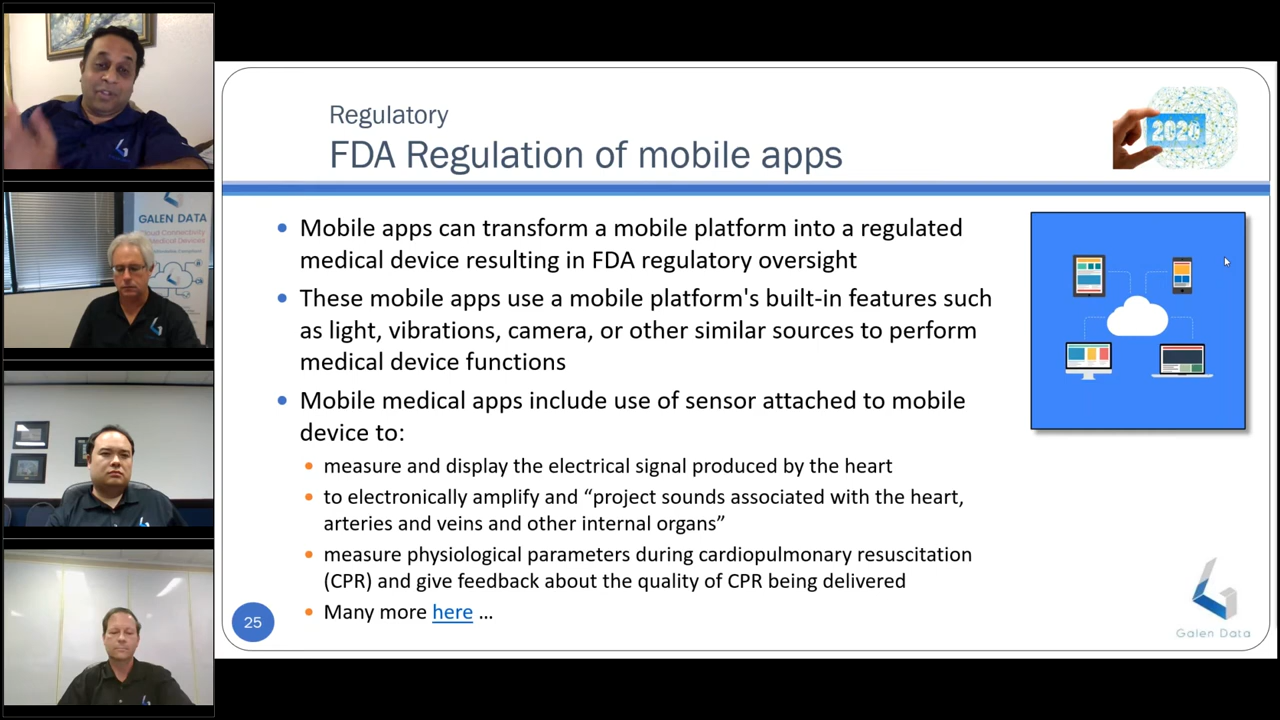 GALEN DATA
Cloud Connectivity
Regulatory
FDA Regulation of mobile apps
2020
• Mobile apps can transform a mobile platform into a regulated
medical device resulting in FDA regulatory oversight
• These mobile apps use a mobile platform's built-in features such
as light, vibrations, camera, or other similar sources to perform
medical device functions
• Mobile medical apps include use of sensor attached to mobile
device to:
• measure and display the electrical signal produced by the heart
• to electronically amplify and “project sounds associated with the heart,
arteries and veins and other internal organs”
• measure physiological parameters during cardiopulmonary resuscitation
(CPR) and give feedback about the quality of CPR being delivered
• Many more here ...
25
Galen Data